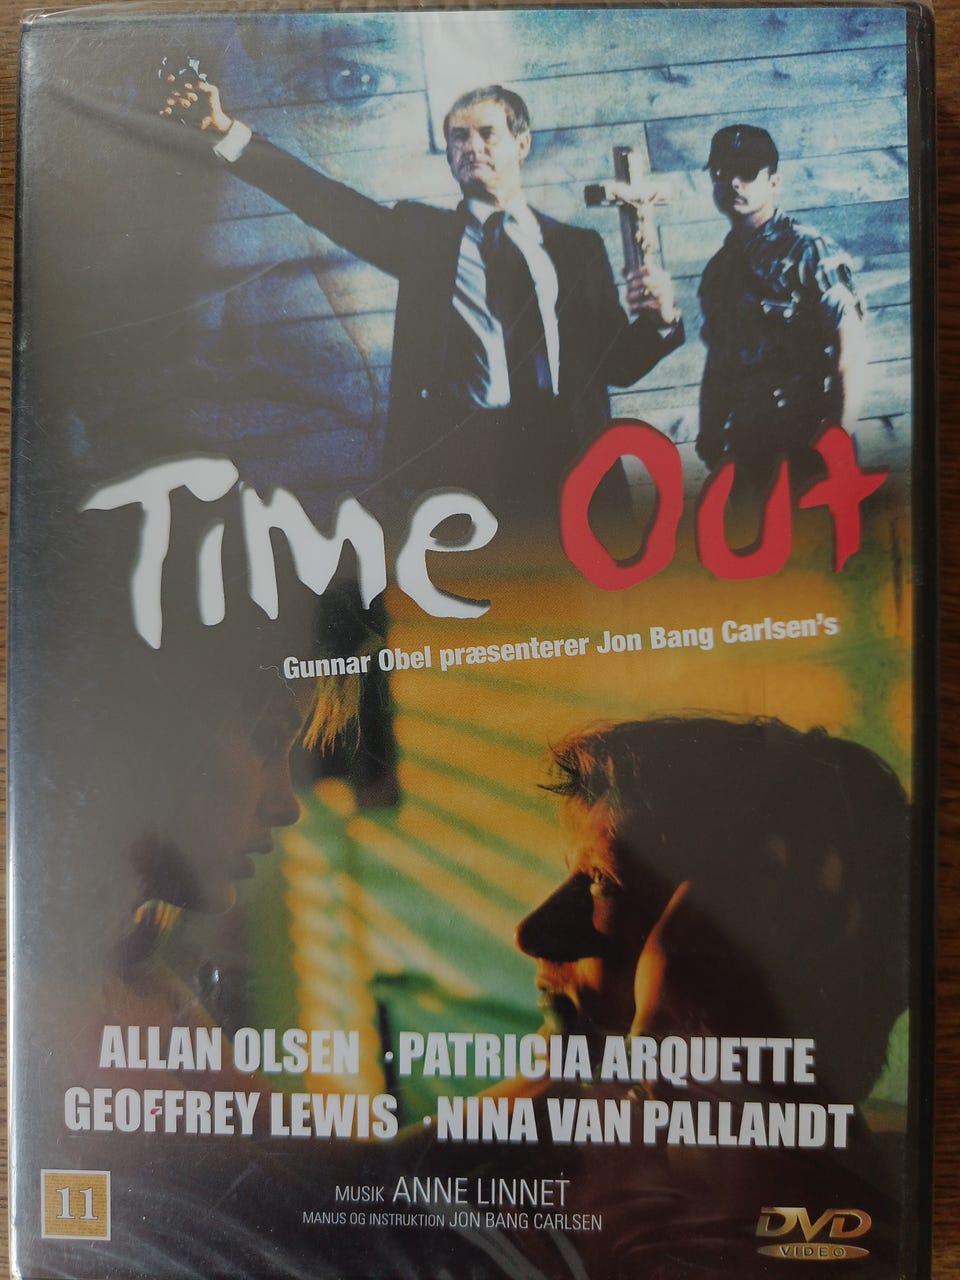 Time Out
Gunnar Obel præsenterer Jon Bang Carlsen's
ALLAN OLSEN · PATRICIA ARQUETTE
GEOFFREY LEWIS · NINA VAN PALLANDT
MUSIK ANNE LINNET
MANUS OG INSTRUKTION JON BANG CARLSEN
11
DVD
VIDEO